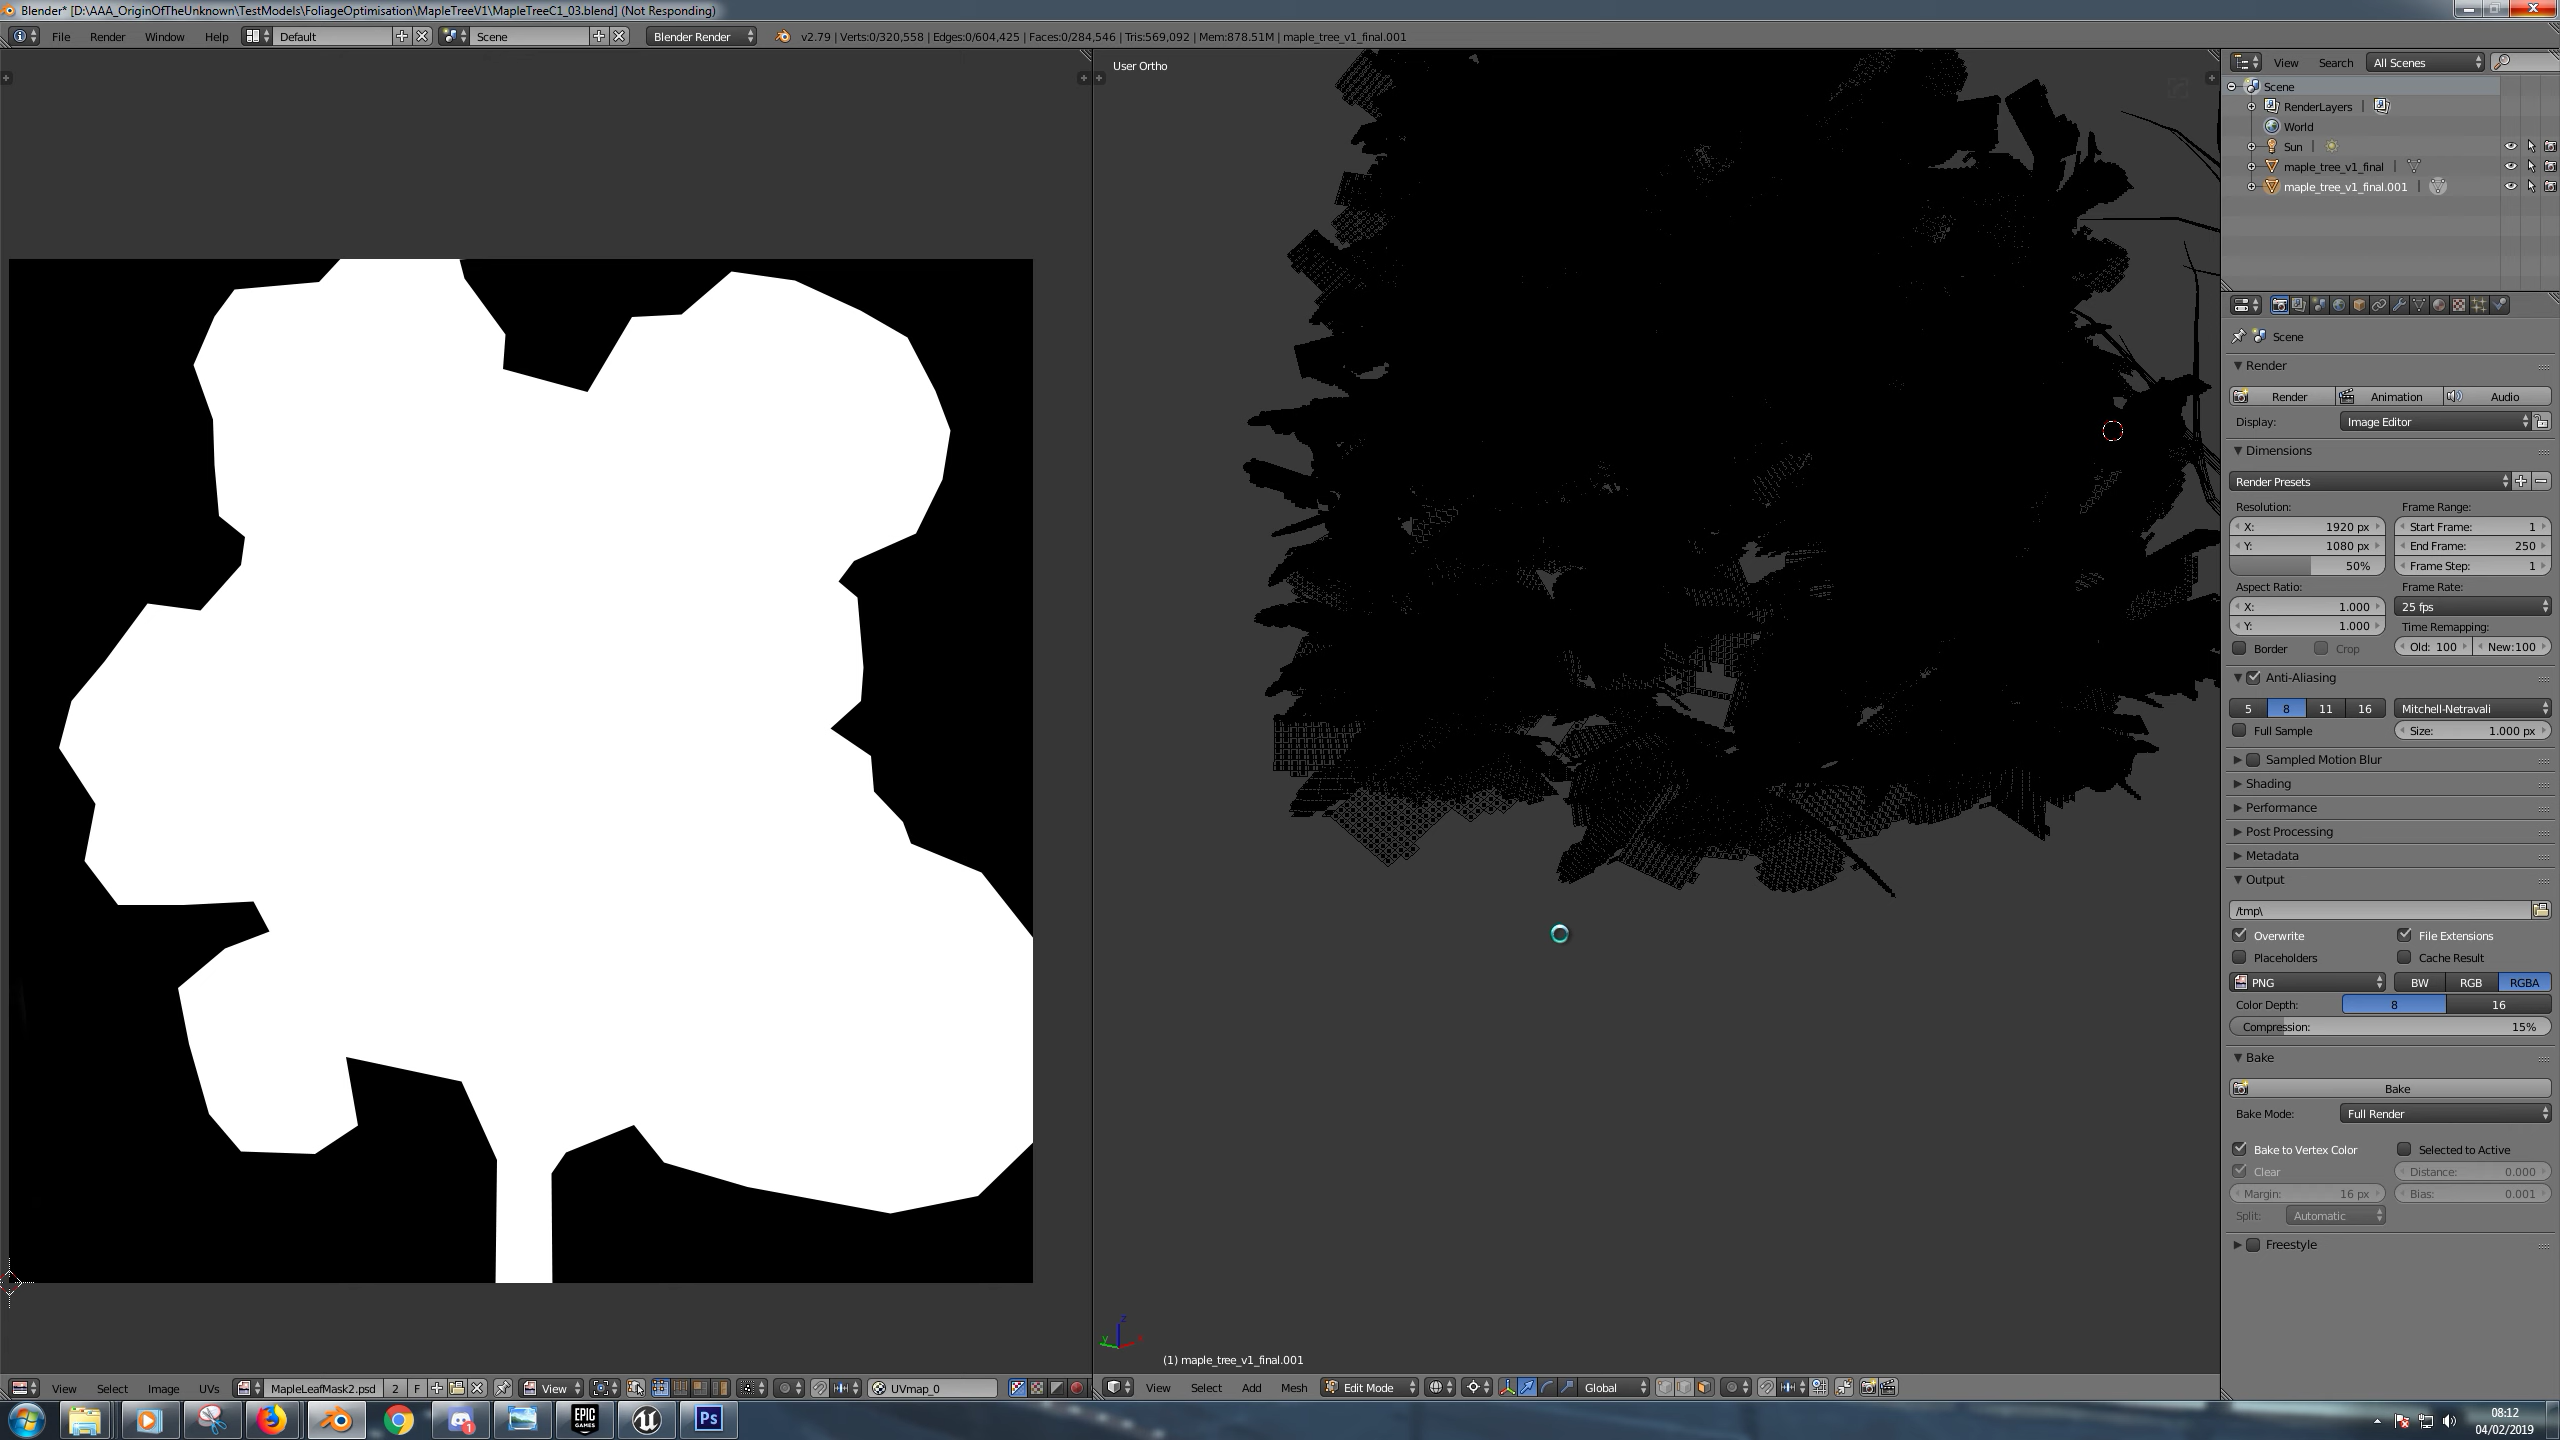 Blender* [D:\AAA_OriginOfTheUnknown\TestModels\FoliageOptimisation\MapleTreeV1\MapleTreeC1_03.blend] (Not Responding)
File Render Window Help Default Scene Blender Render v2.79 | Verts:0/320,558 | Edges:0/604,425 | Faces:0/284,546 | Tris:569,092 | Mem:878.51M | maple_tree_v1_final.001
User Ortho
View Search All Scenes
Scene
RenderLayers
World
Sun
maple_tree_v1_final
maple_tree_v1_final.001
Scene
Render
Render Animation Audio
Display: Image Editor
Dimensions
Render Presets
Resolution: Frame Range:
X: 1920 px Start Frame: 1
Y: 1080 px End Frame: 250
50% Frame Step: 1
Aspect Ratio: Frame Rate:
X: 1.000 25 fps
Y: 1.000 Time Remapping:
Border Crop Old: 100 New:100
Anti-Aliasing
5 8 11 16 Mitchell-Netravali
Full Sample Size: 1.000 px
Sampled Motion Blur
Shading
Performance
Post Processing
Metadata
Output
/tmp\
Overwrite File Extensions
Placeholders Cache Result
PNG BW RGB RGBA
Color Depth: 8 16
Compression: 15%
Bake
Bake
Bake Mode: Full Render
Bake to Vertex Color Selected to Active
Clear Distance: 0.000
Margin: 16 px Bias: 0.001
Split: Automatic
Freestyle
z
y
(1) maple_tree_v1_final.001
View Select Image UVs MapleLeafMask2.psd 2 F View UVmap_0
View Select Add Mesh Edit Mode Global
1 EPIC GAMES Ps
08:12
04/02/2019